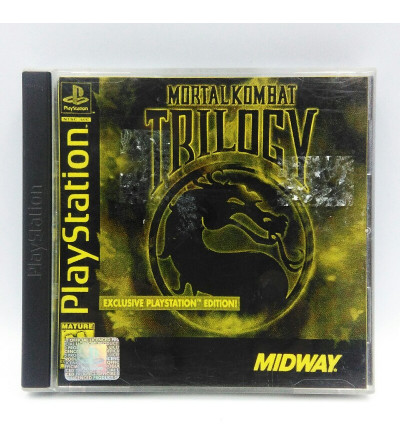 PlayStation
PlayStation
PlayStation
MORTAL KOMBAT
TRILOGY
EXCLUSIVE PLAYSTATION™ EDITION!
MATURE
MIDWAY